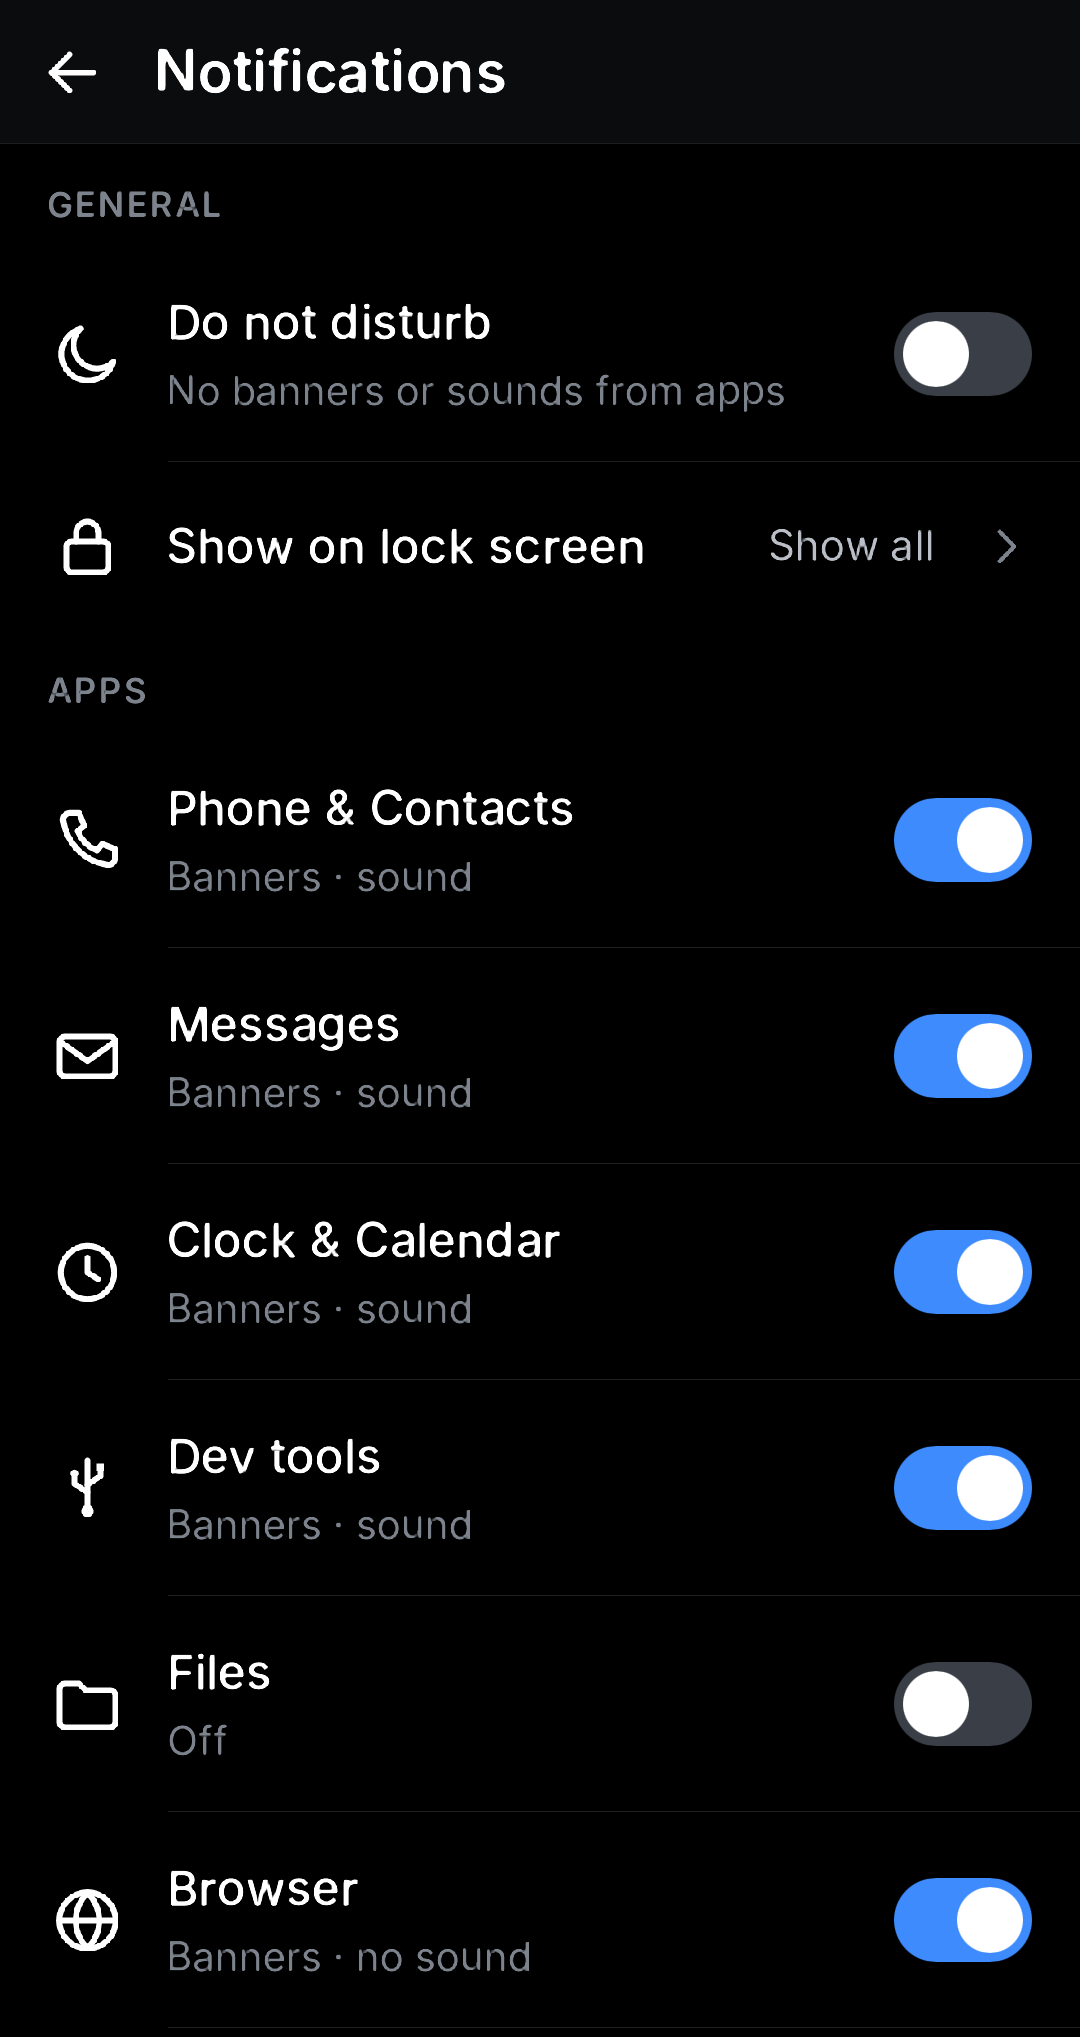 Notifications
GENERAL
Do not disturb
No banners or sounds from apps
Show on lock screen
Show all
APPS
Phone & Contacts
Banners · sound
Messages
Banners · sound
Clock & Calendar
Banners · sound
Dev tools
Banners · sound
Files
Off
Browser
Banners · no sound